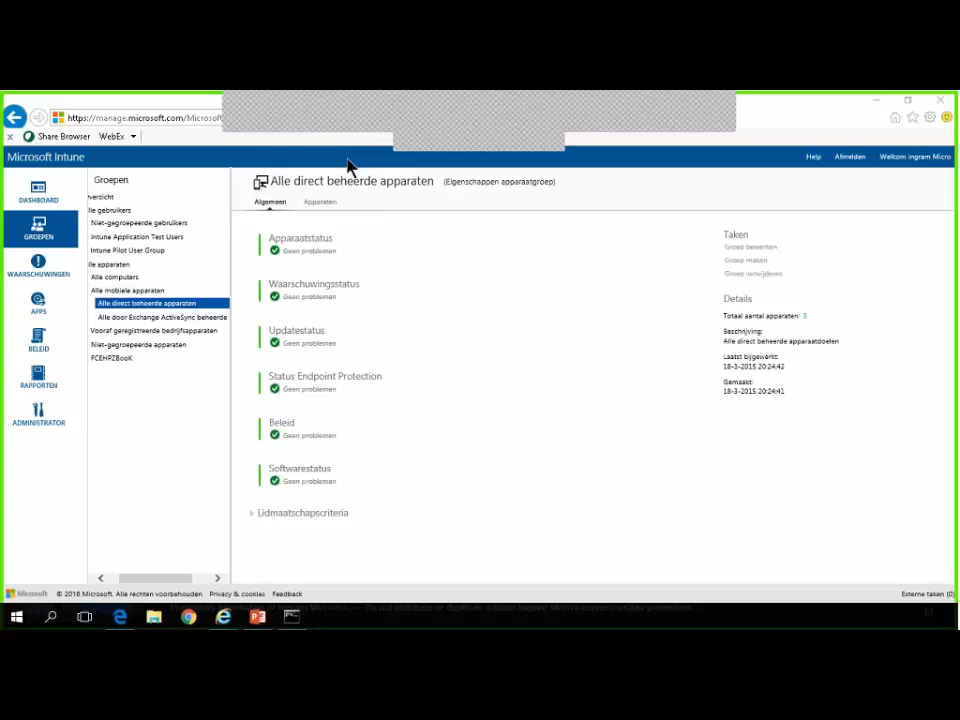 https://manage.microsoft.com/Microsoft
x Share Browser WebEx
Microsoft Intune
Help Afmelden Welkom Ingram Micro
DASHBOARD
GROEPEN
WAARSCHUWINGEN
APPS
BELEID
RAPPORTEN
ADMINISTRATOR
Groepen
verzicht
lle gebruikers
Niet-gegroepeerde gebruikers
Intune Application Test Users
Intune Pilot User Group
lle apparaten
Alle computers
Alle mobiele apparaten
Alle direct beheerde apparaten
Alle door Exchange ActiveSync beheerde
Vooraf geregistreerde bedrijfsapparaten
Niet-gegroepeerde apparaten
FCEHPZBooK
Alle direct beheerde apparaten (Eigenschappen apparaatgroep)
Algemeen Apparaten
Apparaatstatus
Geen problemen
Waarschuwingsstatus
Geen problemen
Updatestatus
Geen problemen
Status Endpoint Protection
Geen problemen
Beleid
Geen problemen
Softwarestatus
Geen problemen
Lidmaatschapscriteria
Taken
Groep bewerken
Groep maken
Groep verwijderen
Details
Totaal aantal apparaten: 3
Beschrijving:
Alle direct beheerde apparaatdoelen
Laatst bijgewerkt:
18-3-2015 20:24:42
Gemaakt:
18-3-2015 20:24:41
Microsoft © 2016 Microsoft. Alle rechten voorbehouden Privacy & cookies Feedback
Externe taken (0)